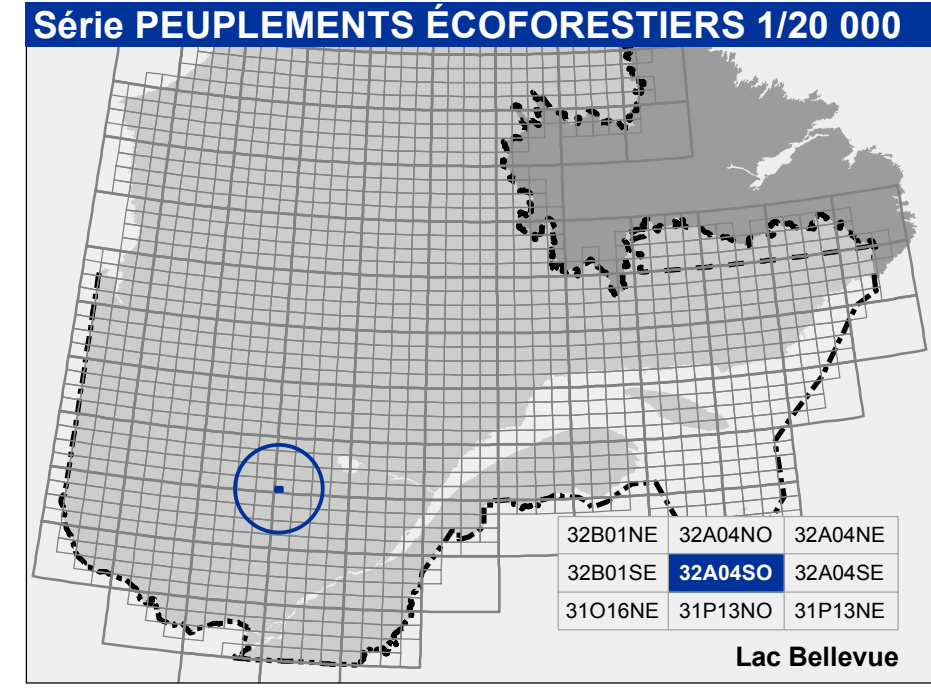 Série PEUPLEMENTS ÉCOFORESTIERS 1/20 000
32B01NE 32A04NO 32A04NE
32B01SE 32A04SO 32A04SE
31O16NE 31P13NO 31P13NE
Lac Bellevue